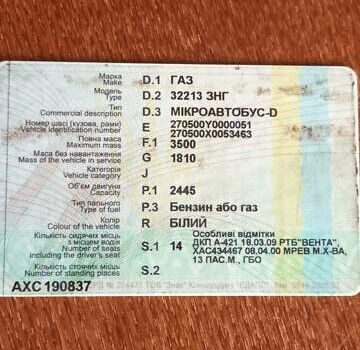 Марка D.1 ГАЗ
Make
Модель D.2 32213 ЗНГ
Type
Тип D.3 МІКРОАВТОБУС-D
Commercial description
Номер шасі (кузова, рами) E 270500Y0000051
Vehicle identification number 270500X0053463
Повна маса F.1 3500
Maximum mass
Маса без навантаження G 1810
Mass of the vehicle in service
Категорія J
Vehicle category
Об'єм двигуна P.1 2445
Capacity
Тип пального P.3 Бензин або газ
Type of fuel
Колір R БІЛИЙ
Colour of the vehicle
Кількість сидячих місць Особливі відмітки
з місцем водія S.1 14 ДКП А-421 18.03.09 РТБ"ВЕНТА",
Number of seats ХАС434467 08.04.00 МРЕВ М.Х-ВА,
including the driver's seat 13 ПАС.М., ГБО
Кількість стоячих місць S.2
Number of standing places
АХС 190837